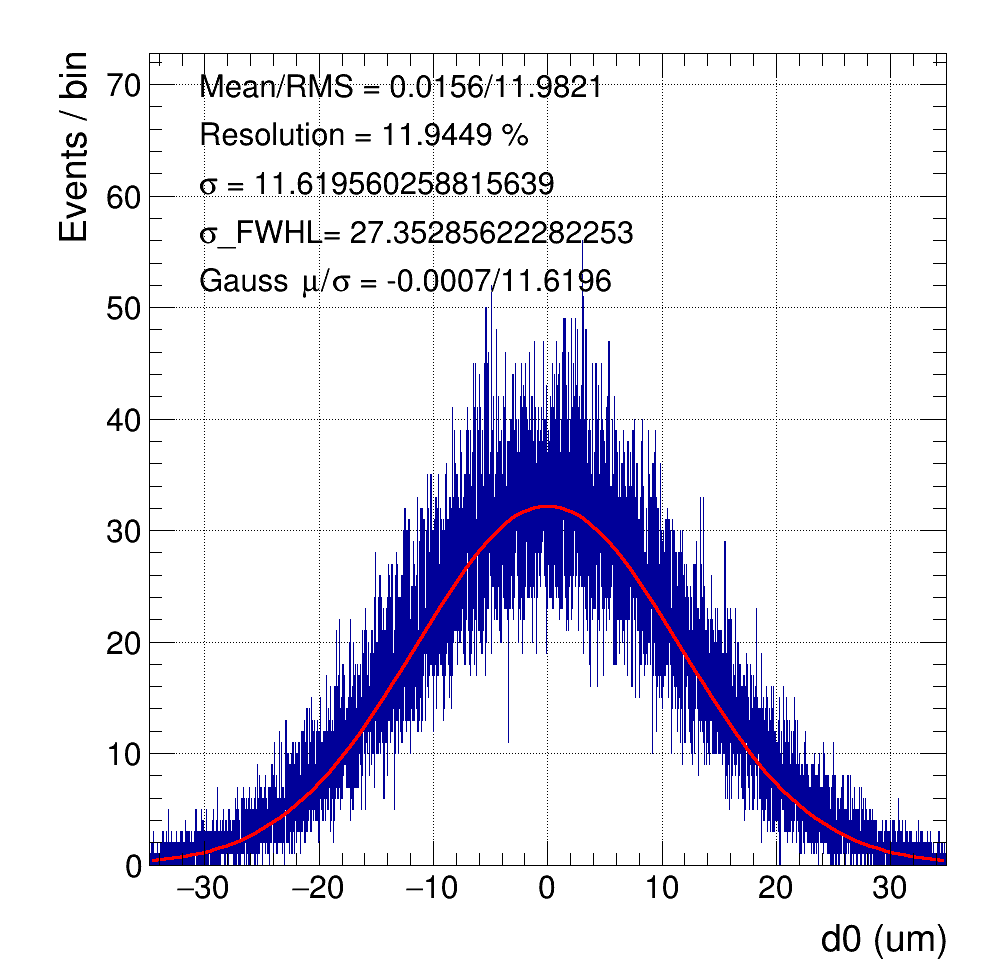 Events / bin
70
60
50
40
30
20
10
0
Mean/RMS = 0.0156/11.9821
Resolution = 11.9449 %
σ = 11.619560258815639
σ_FWHL= 27.35285622282253
Gauss μ/σ = -0.0007/11.6196
−30 −20 −10 0 10 20 30
d0 (um)